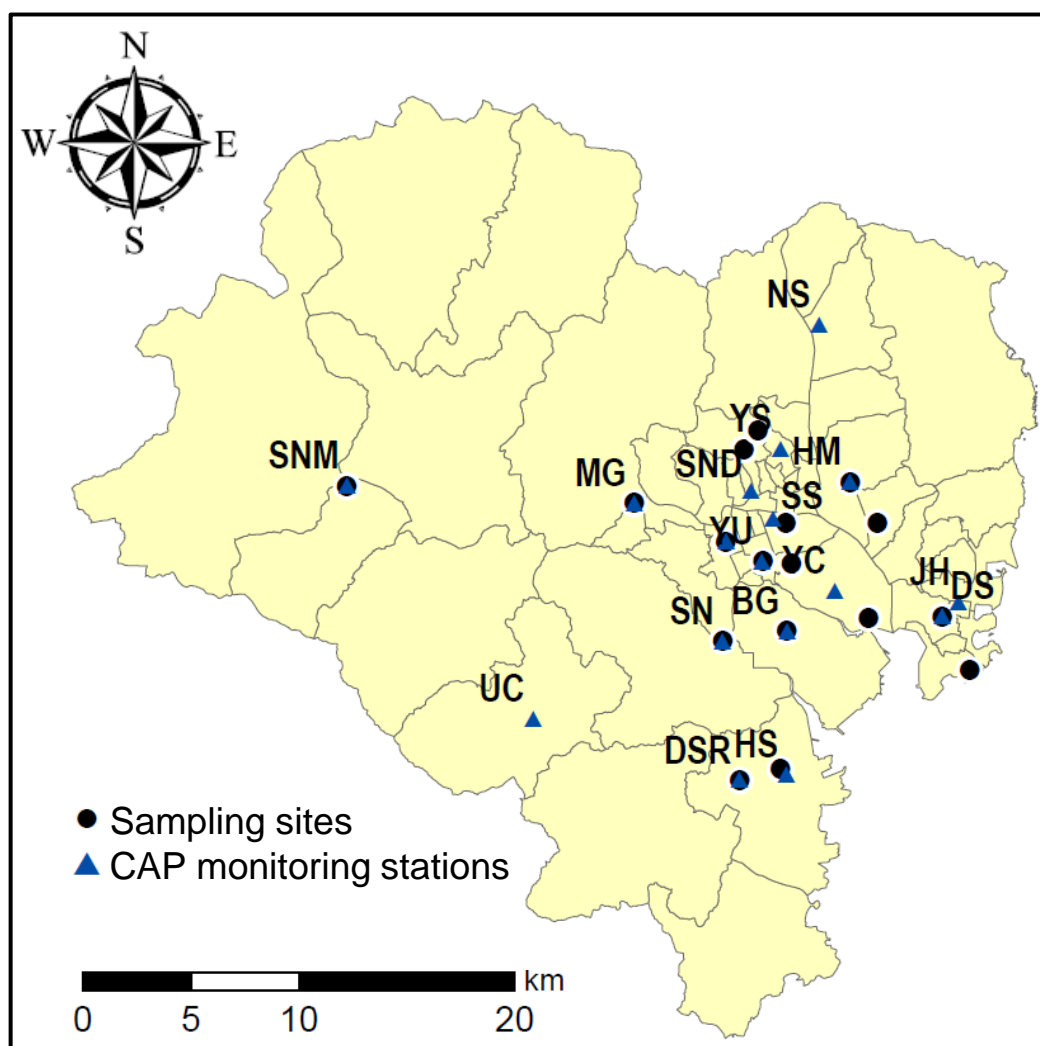 N
W E
S
NS
YS
SND HM
SNM
MG
SS
YU
YC
JH
DS
BG
SN
UC
DSR HS
Sampling sites
CAP monitoring stations
km
0 5 10 20